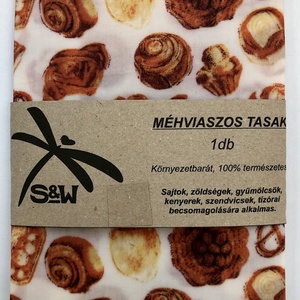 MÉHVIASZOS TASAK
1db
Környezetbarát, 100% természetes
S&W
Sajtok, zöldségek, gyümölcsök,
kenyerek, szendvicsek, tízórai
becsomagolására alkalmas.